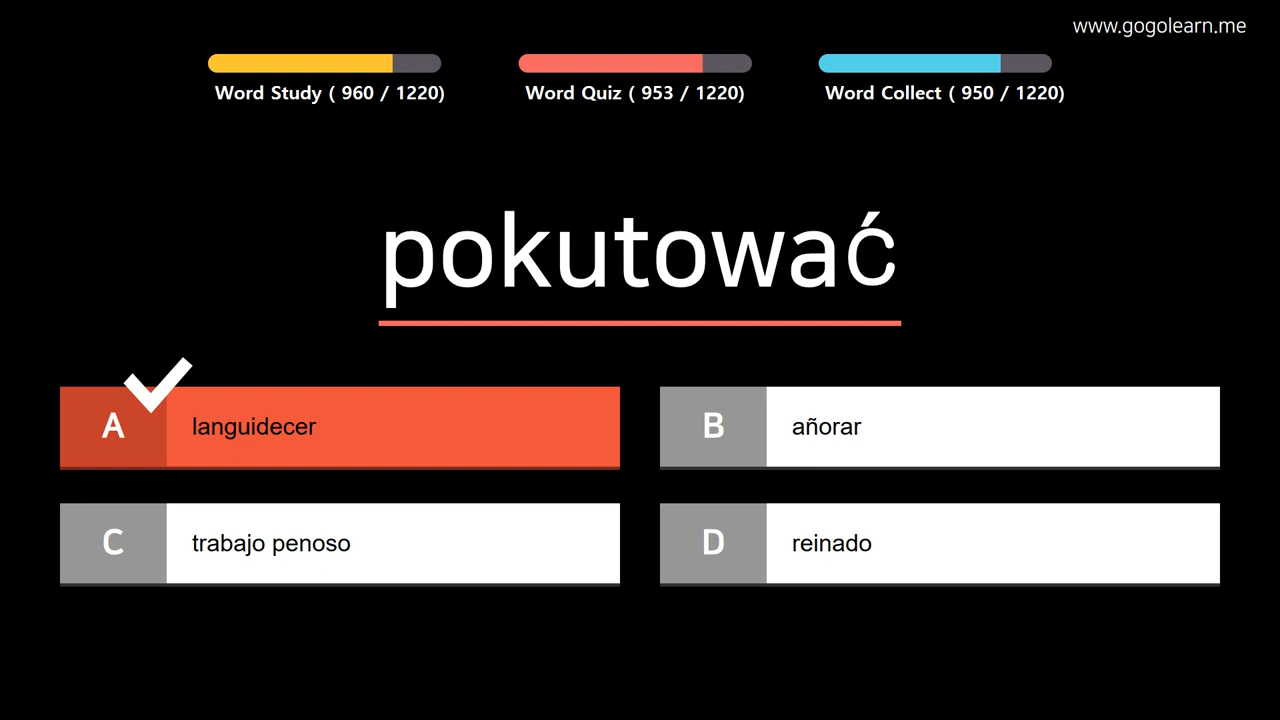 www.gogolearn.me
Word Study ( 960 / 1220)
Word Quiz ( 953 / 1220)
Word Collect ( 950 / 1220)
pokutować
A languidecer
B añorar
C trabajo penoso
D reinado